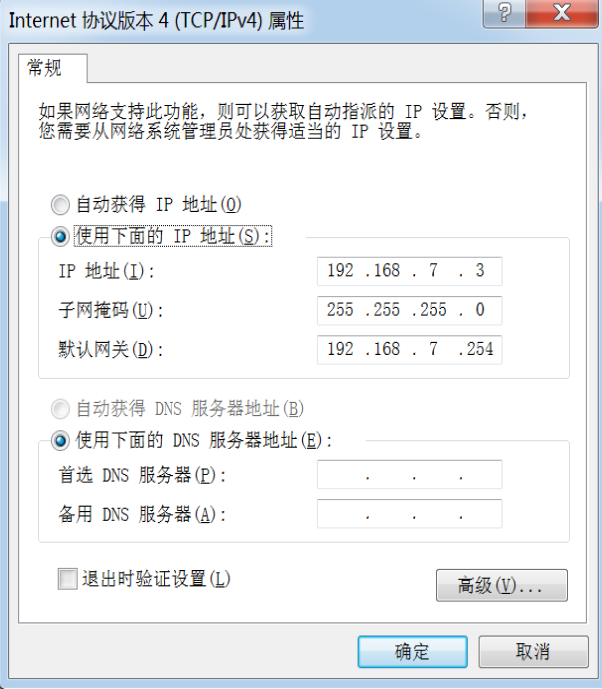 Internet 协议版本 4 (TCP/IPv4) 属性
常规
如果网络支持此功能，则可以获取自动指派的 IP 设置。否则，
您需要从网络系统管理员处获得适当的 IP 设置。
自动获得 IP 地址(O)
使用下面的 IP 地址(S):
IP 地址(I): 192 .168 . 7 . 3
子网掩码(U): 255 .255 .255 . 0
默认网关(D): 192 .168 . 7 .254
自动获得 DNS 服务器地址(B)
使用下面的 DNS 服务器地址(E):
首选 DNS 服务器(P): . . .
备用 DNS 服务器(A): . . .
退出时验证设置(L)
高级(V)...
确定 取消